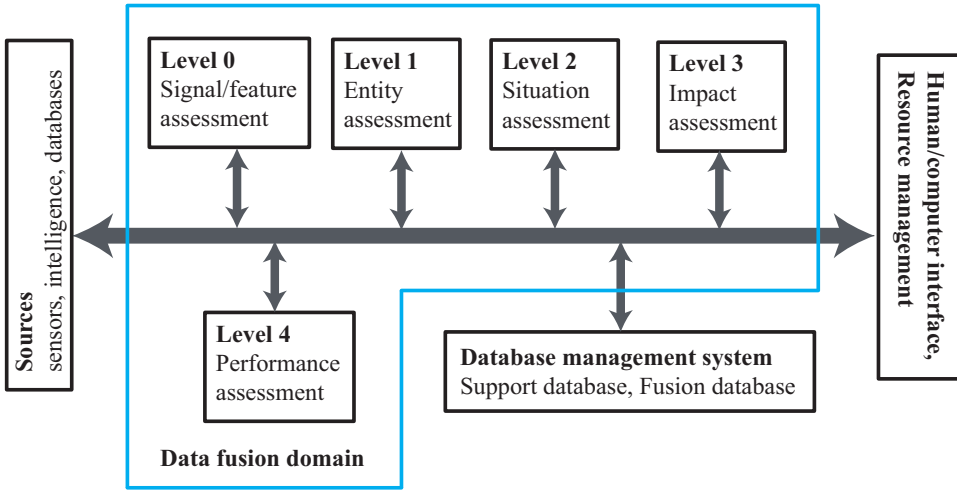 Sources
sensors, intelligence, databases
Level 0
Signal/feature
assessment
Level 1
Entity
assessment
Level 2
Situation
assessment
Level 3
Impact
assessment
Level 4
Performance
assessment
Database management system
Support database, Fusion database
Data fusion domain
Human/computer interface,
Resource management